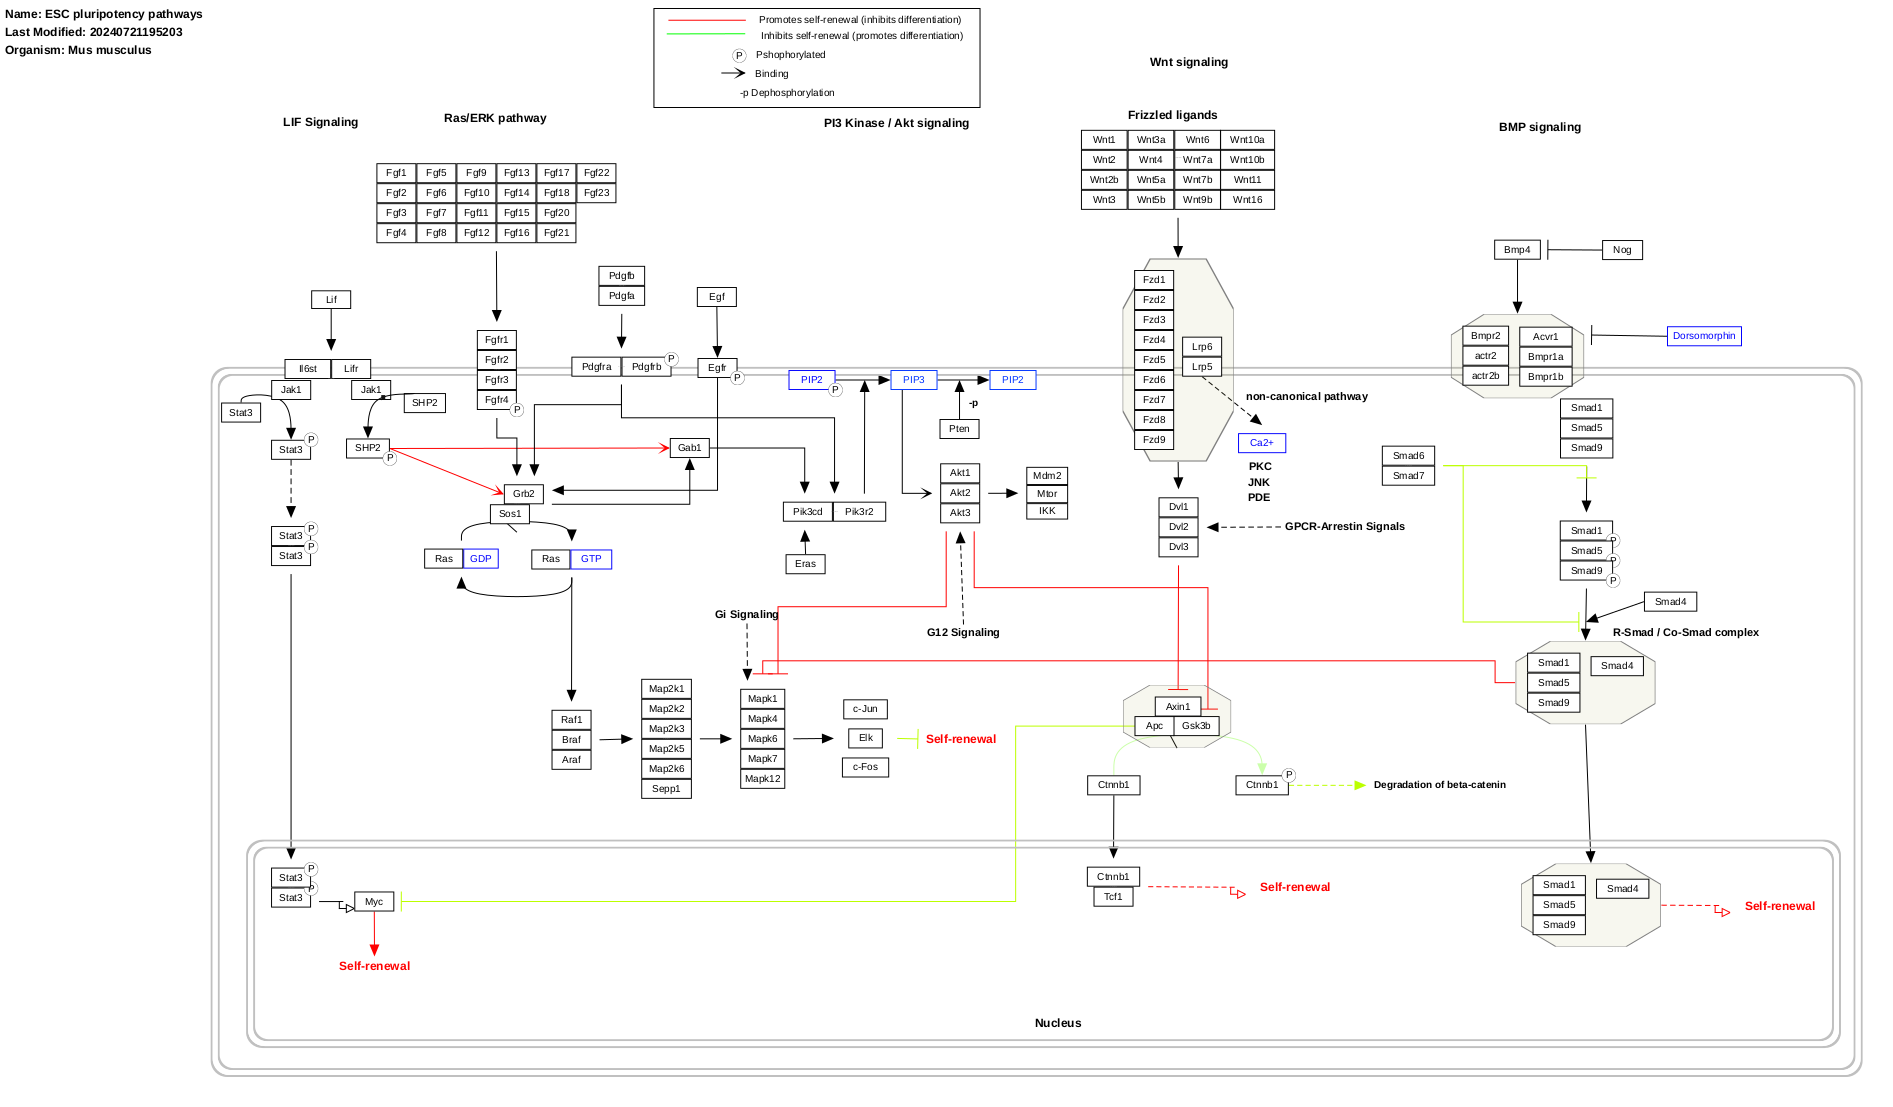 Name: ESC pluripotency pathways
Last Modified: 20240721195203
Organism: Mus musculus
Promotes self-renewal (inhibits differentiation)
Inhibits self-renewal (promotes differentiation)
P Pshophorylated
Binding
-p Dephosphorylation
LIF Signaling
Ras/ERK pathway
PI3 Kinase / Akt signaling
Wnt signaling
Frizzled ligands
BMP signaling
Fgf1 Fgf5 Fgf9 Fgf13 Fgf17 Fgf22
Fgf2 Fgf6 Fgf10 Fgf14 Fgf18 Fgf23
Fgf3 Fgf7 Fgf11 Fgf15 Fgf20
Fgf4 Fgf8 Fgf12 Fgf16 Fgf21
Wnt1 Wnt3a Wnt6 Wnt10a
Wnt2 Wnt4 Wnt7a Wnt10b
Wnt2b Wnt5a Wnt7b Wnt11
Wnt3 Wnt5b Wnt9b Wnt16
Bmp4
Nog
Lif
Pdgfb
Pdgfa
Egf
Il6st Lifr
Jak1
Jak1
Stat3
SHP2
Stat3 P
SHP2 P
Fgfr1
Fgfr2
Fgfr3
Fgfr4 P
Pdgfra Pdgfrb P
Egfr P
PIP2 P
PIP3
PIP2
-p
Pten
Gab1
Grb2
Sos1
Ras GDP
Ras GTP
Pik3cd Pik3r2
Eras
Akt1
Akt2
Akt3
Mdm2
Mtor
IKK
Fzd1
Fzd2
Fzd3
Fzd4
Fzd5
Fzd6
Fzd7
Fzd8
Fzd9
Lrp6
Lrp5
non-canonical pathway
Ca2+
PKC
JNK
PDE
Dvl1
Dvl2
Dvl3
GPCR-Arrestin Signals
Bmpr2
actr2
actr2b
Acvr1
Bmpr1a
Bmpr1b
Dorsomorphin
Smad1
Smad5
Smad9
Smad6
Smad7
Smad1 P
Smad5 P
Smad9 P
Smad4
R-Smad / Co-Smad complex
Smad1
Smad5
Smad9
Smad4
Stat3 P
Stat3 P
Gi Signaling
G12 Signaling
Raf1
Braf
Araf
Map2k1
Map2k2
Map2k3
Map2k5
Map2k6
Sepp1
Mapk1
Mapk4
Mapk6
Mapk7
Mapk12
c-Jun
Elk
c-Fos
Self-renewal
Axin1
Apc Gsk3b
Ctnnb1
Ctnnb1 P
Degradation of beta-catenin
Stat3 P
Stat3 P
Myc
Self-renewal
Ctnnb1
Tcf1
Self-renewal
Smad1
Smad5
Smad9
Smad4
Self-renewal
Nucleus